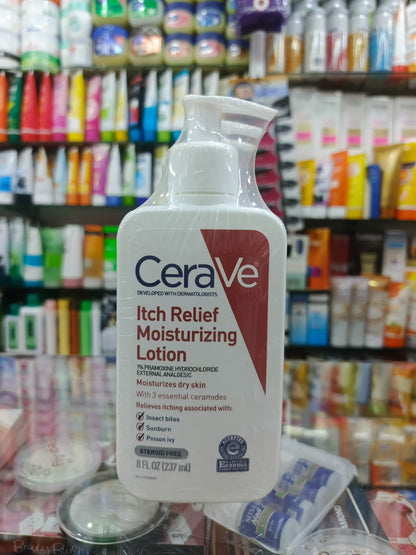 CeraVe
DEVELOPED WITH DERMATOLOGISTS
Itch Relief
Moisturizing
Lotion
1% PRAMOXINE HYDROCHLORIDE
EXTERNAL ANALGESIC
Moisturizes dry skin
With 3 essential ceramides
Relieves itching associated with:
Insect bites
Sunburn
Poison ivy
STEROID FREE
8 FL OZ (237 ml)
Eczema